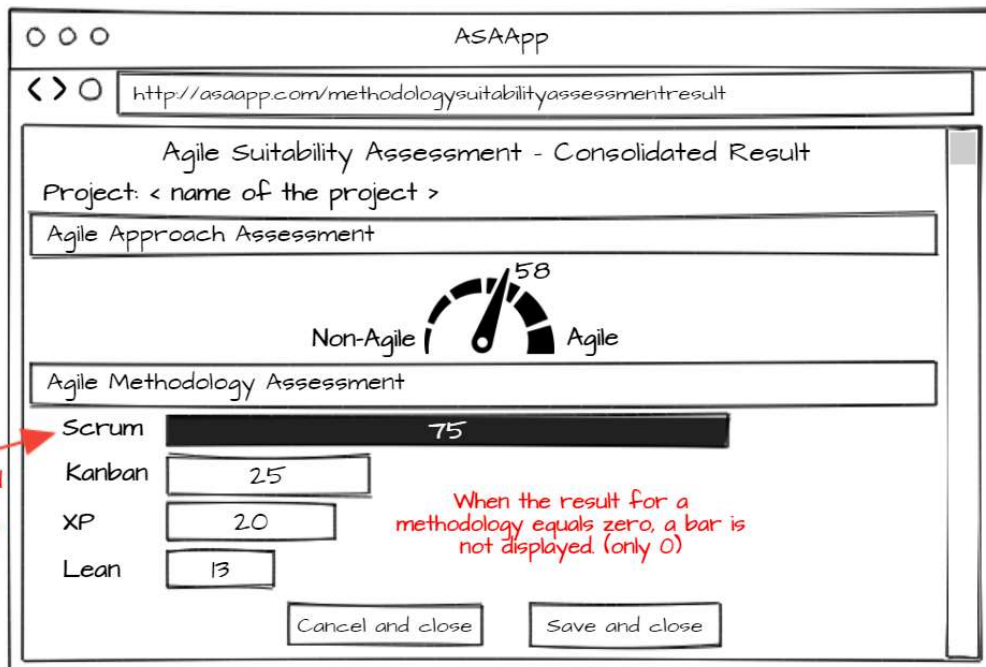 ASAApp
http://asaapp.com/methodologysuitabilityassessmentresult
Agile Suitability Assessment - Consolidated Result
Project: < name of the project >
Agile Approach Assessment
58
Non-Agile
Agile
Agile Methodology Assessment
Scrum 75
Kanban 25
XP 20
Lean 13
When the result for a
methodology equals zero, a bar is
not displayed. (only 0)
Cancel and close
Save and close